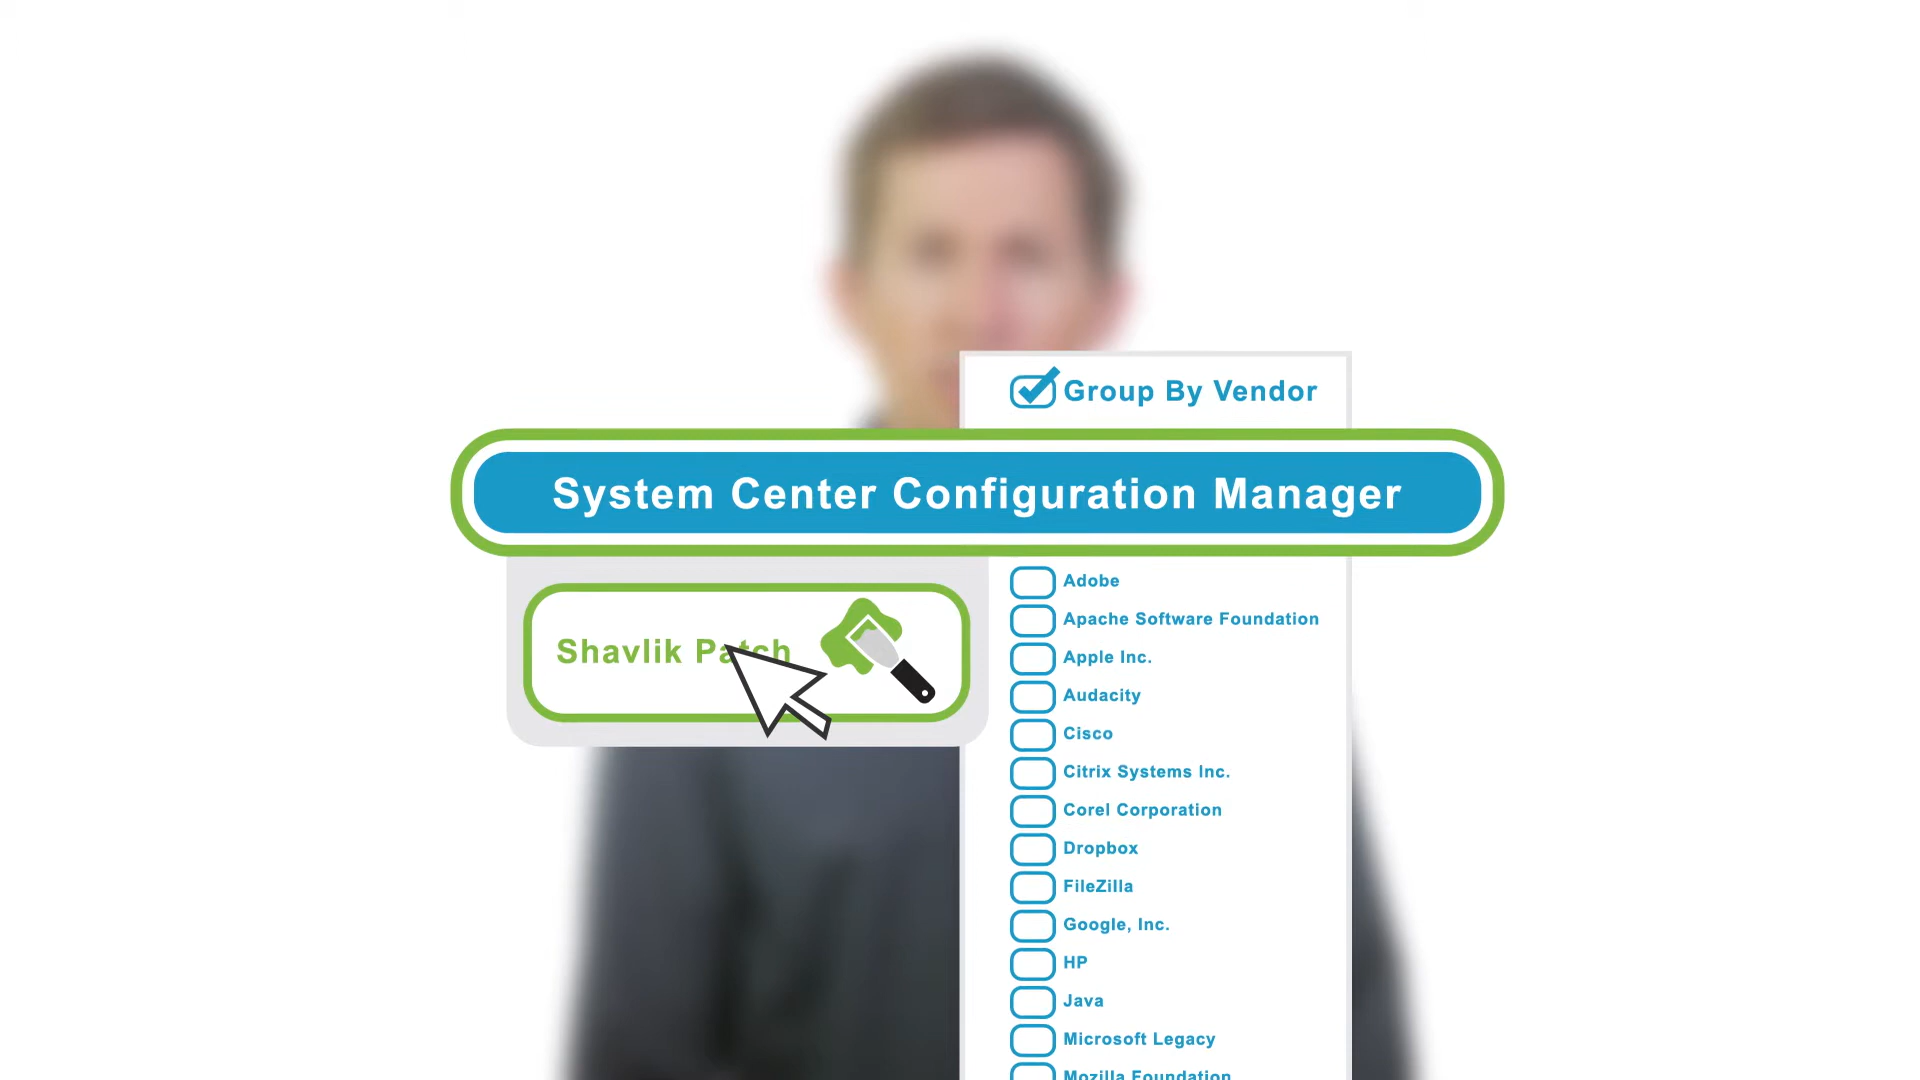 Group By Vendor
System Center Configuration Manager
Shavlik Patch
Adobe
Apache Software Foundation
Apple Inc.
Audacity
Cisco
Citrix Systems Inc.
Corel Corporation
Dropbox
FileZilla
Google, Inc.
HP
Java
Microsoft Legacy
Mozilla Foundation